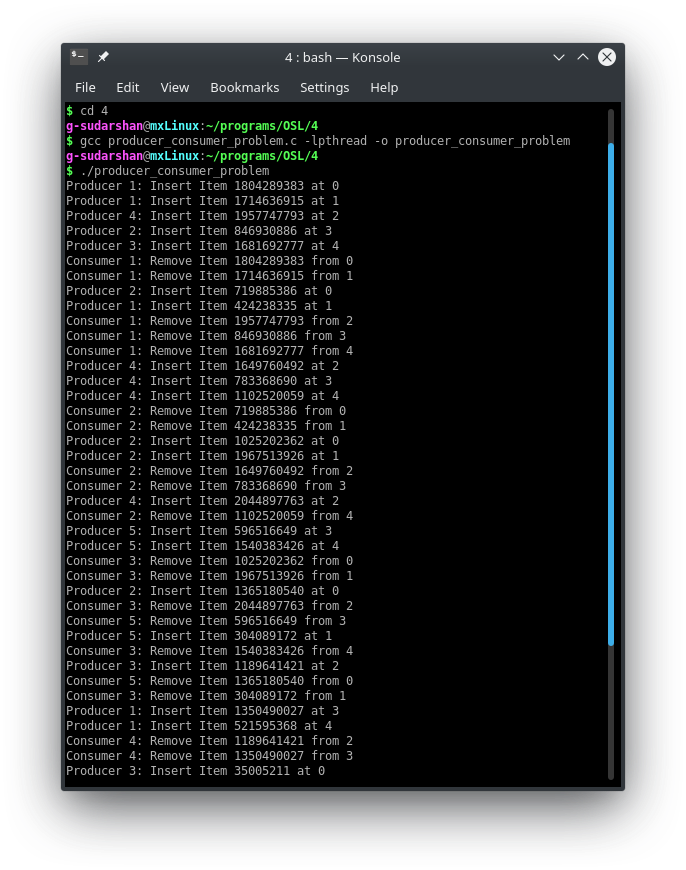 4 : bash — Konsole
File Edit View Bookmarks Settings Help
$ cd 4
g-sudarshan@mxLinux:~/programs/OSL/4
$ gcc producer_consumer_problem.c -lpthread -o producer_consumer_problem
g-sudarshan@mxLinux:~/programs/OSL/4
$ ./producer_consumer_problem
Producer 1: Insert Item 1804289383 at 0
Producer 1: Insert Item 1714636915 at 1
Producer 4: Insert Item 1957747793 at 2
Producer 2: Insert Item 846930886 at 3
Producer 3: Insert Item 1681692777 at 4
Consumer 1: Remove Item 1804289383 from 0
Consumer 1: Remove Item 1714636915 from 1
Producer 2: Insert Item 719885386 at 0
Producer 1: Insert Item 424238335 at 1
Consumer 1: Remove Item 1957747793 from 2
Consumer 1: Remove Item 846930886 from 3
Consumer 1: Remove Item 1681692777 from 4
Producer 4: Insert Item 1649760492 at 2
Producer 4: Insert Item 783368690 at 3
Producer 4: Insert Item 1102520059 at 4
Consumer 2: Remove Item 719885386 from 0
Consumer 2: Remove Item 424238335 from 1
Producer 2: Insert Item 1025202362 at 0
Producer 2: Insert Item 1967513926 at 1
Consumer 2: Remove Item 1649760492 from 2
Consumer 2: Remove Item 783368690 from 3
Producer 4: Insert Item 2044897763 at 2
Consumer 2: Remove Item 1102520059 from 4
Producer 5: Insert Item 596516649 at 3
Producer 5: Insert Item 1540383426 at 4
Consumer 3: Remove Item 1025202362 from 0
Consumer 3: Remove Item 1967513926 from 1
Producer 2: Insert Item 1365180540 at 0
Consumer 3: Remove Item 2044897763 from 2
Consumer 5: Remove Item 596516649 from 3
Producer 5: Insert Item 304089172 at 1
Consumer 3: Remove Item 1540383426 from 4
Producer 3: Insert Item 1189641421 at 2
Consumer 5: Remove Item 1365180540 from 0
Consumer 3: Remove Item 304089172 from 1
Producer 1: Insert Item 1350490027 at 3
Producer 1: Insert Item 521595368 at 4
Consumer 4: Remove Item 1189641421 from 2
Consumer 4: Remove Item 1350490027 from 3
Producer 3: Insert Item 35005211 at 0